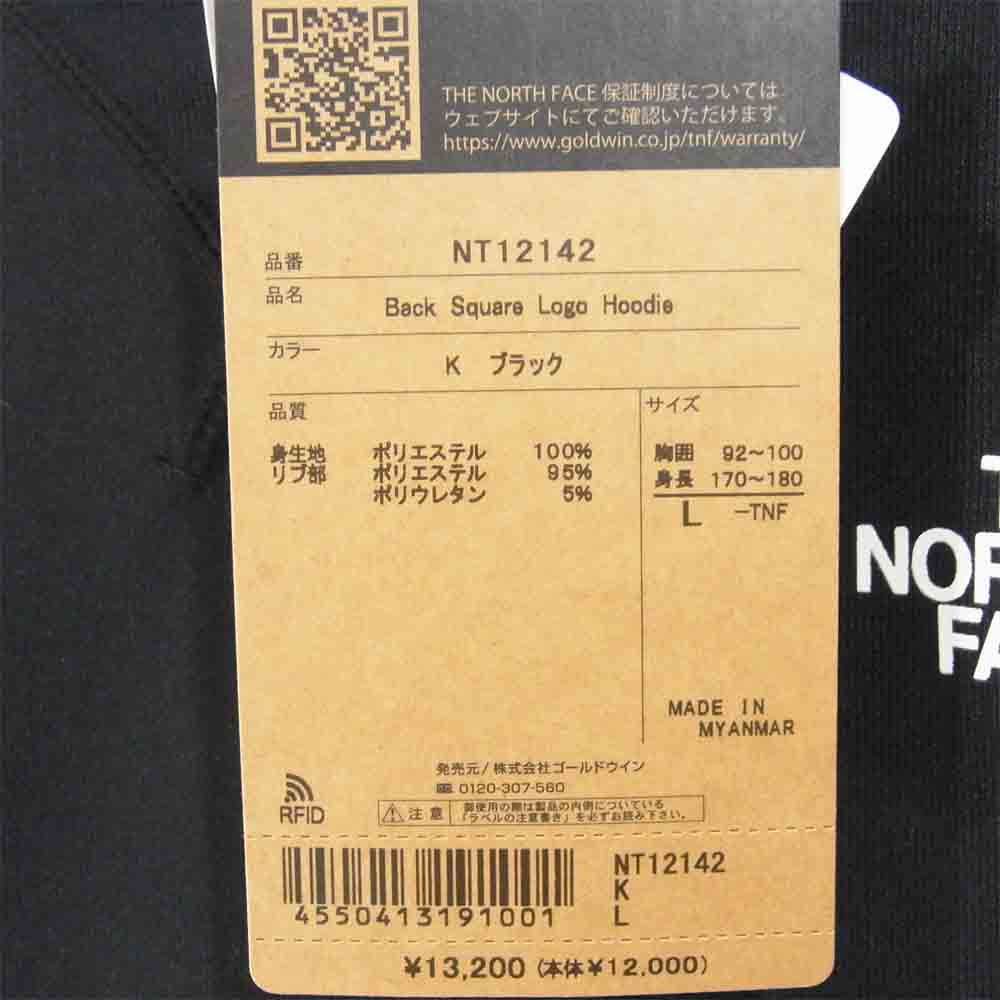 THE NORTH FACE 保証制度については
ウェブサイトにてご確認いただけます。
https://www.goldwin.co.jp/tnf/warranty/
品番 NT12142
品名 Back Square Logo Hoodie
カラー K ブラック
品質
身生地 ポリエステル 100%
リブ部 ポリエステル 95%
ポリウレタン 5%
サイズ
胸囲 92～100
身長 170～180
L -TNF
MADE IN
MYANMAR
発売元/株式会社ゴールドウイン
0120-307-560
RFID
注意
御使用の際は製品の内側についている
「ラベルの注意書き」を必ずお読み下さい。
4550413191001
NT12142
K
L
¥13,200 (本体¥12,000)
T
NOR
FA